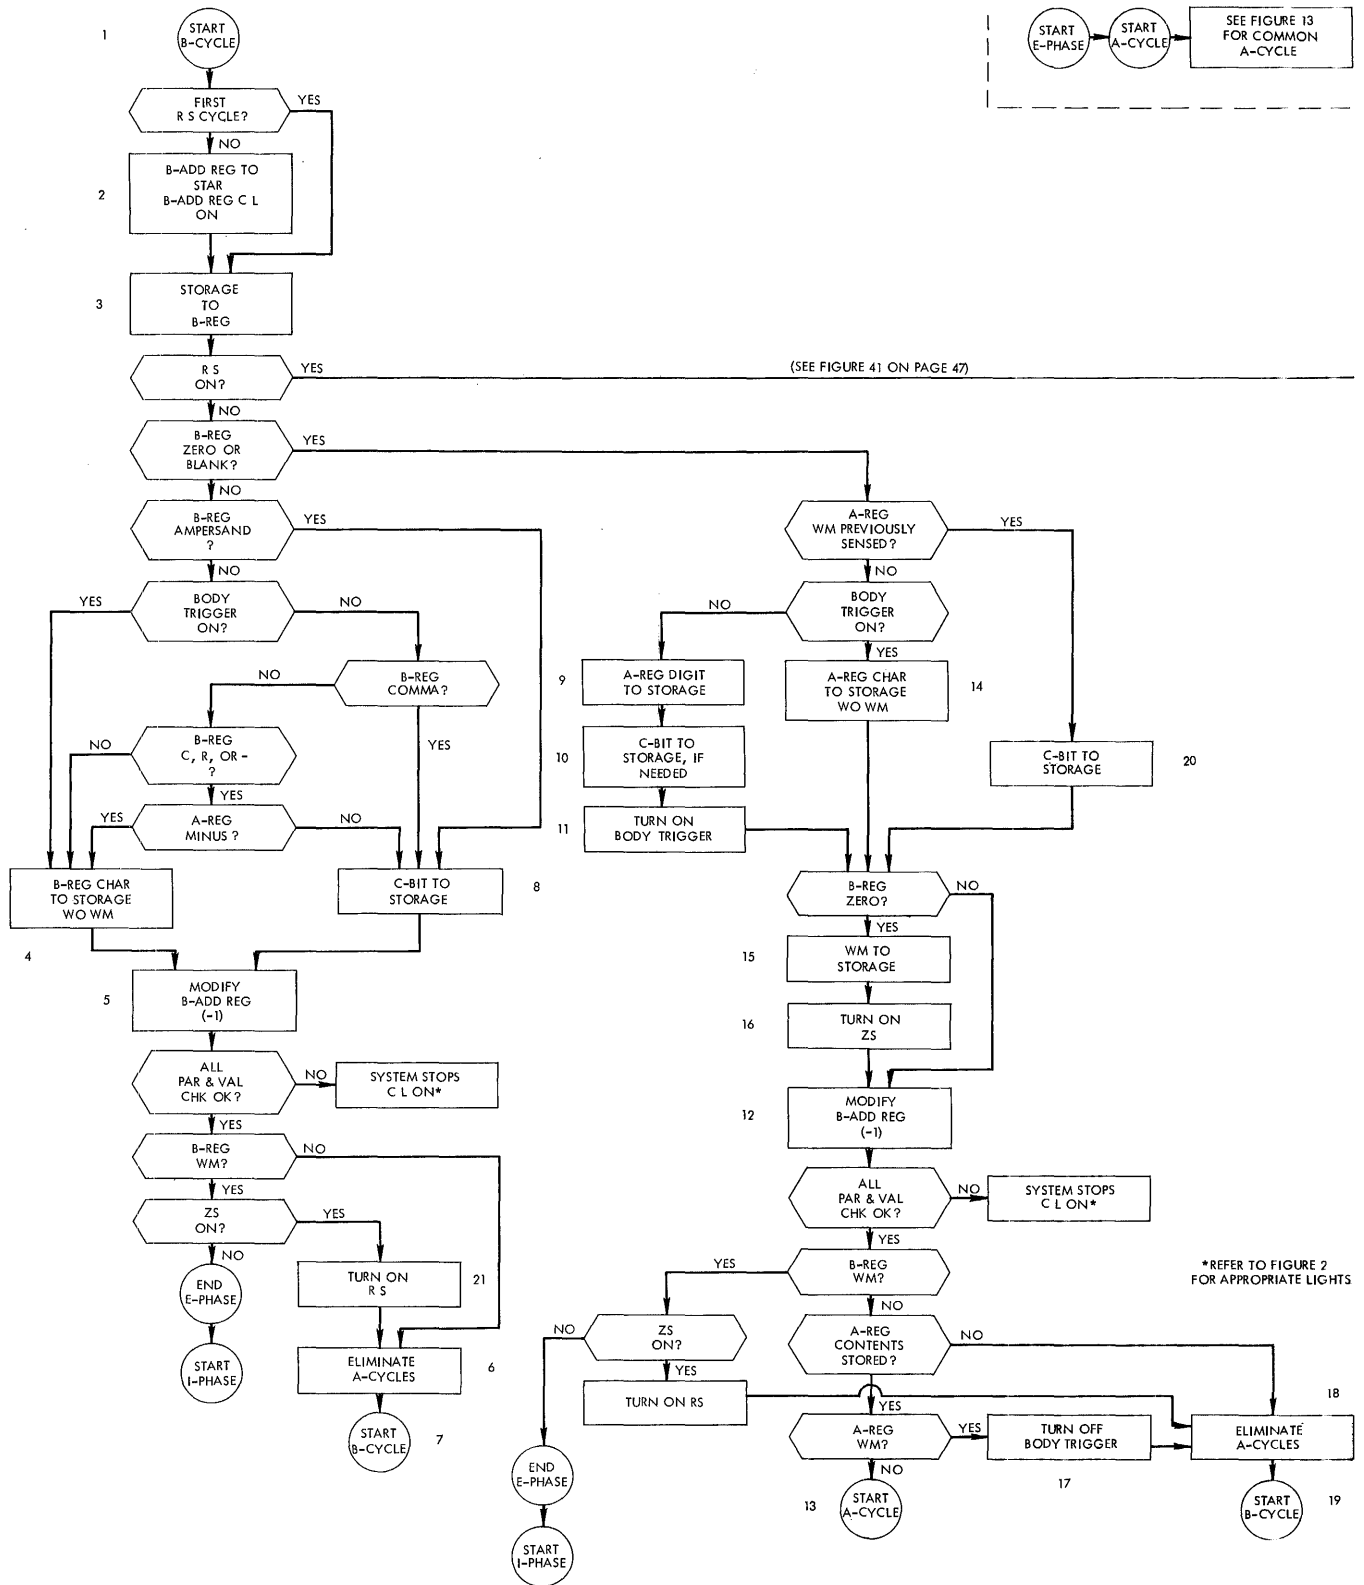 1
START
B-CYCLE
START
E-PHASE
START
A-CYCLE
SEE FIGURE 13
FOR COMMON
A-CYCLE
FIRST
R S CYCLE?
YES
NO
2
B-ADD REG TO
STAR
B-ADD REG C L
ON
3
STORAGE
TO
B-REG
R S
ON?
YES
(SEE FIGURE 41 ON PAGE 47)
NO
B-REG
ZERO OR
BLANK?
YES
NO
B-REG
AMPERSAND
?
YES
NO
A-REG
WM PREVIOUSLY
SENSED?
YES
NO
YES
BODY
TRIGGER
ON?
NO
NO
BODY
TRIGGER
ON?
YES
NO
B-REG
COMMA?
YES
9
A-REG DIGIT
TO STORAGE
A-REG CHAR
TO STORAGE
WO WM
14
NO
B-REG
C, R, OR -
?
YES
10
C-BIT TO
STORAGE, IF
NEEDED
C-BIT TO
STORAGE
20
YES
A-REG
MINUS ?
NO
11
TURN ON
BODY TRIGGER
B-REG CHAR
TO STORAGE
WO WM
4
C-BIT TO
STORAGE
8
B-REG
ZERO?
NO
YES
5
MODIFY
B-ADD REG
(-1)
15
WM TO
STORAGE
16
TURN ON
ZS
ALL
PAR & VAL
CHK OK?
NO
SYSTEM STOPS
C L ON*
YES
12
MODIFY
B-ADD REG
(-1)
B-REG
WM?
NO
YES
ALL
PAR & VAL
CHK OK?
NO
SYSTEM STOPS
C L ON*
YES
ZS
ON?
YES
NO
END
E-PHASE
TURN ON
R S
21
YES
B-REG
WM?
NO
*REFER TO FIGURE 2
FOR APPROPRIATE LIGHTS
START
I-PHASE
ELIMINATE
A-CYCLES
6
START
B-CYCLE
7
NO
ZS
ON?
YES
A-REG
CONTENTS
STORED?
NO
YES
TURN ON RS
A-REG
WM?
YES
NO
TURN OFF
BODY TRIGGER
17
18
ELIMINATE
A-CYCLES
END
E-PHASE
13
START
A-CYCLE
START
B-CYCLE
19
START
I-PHASE